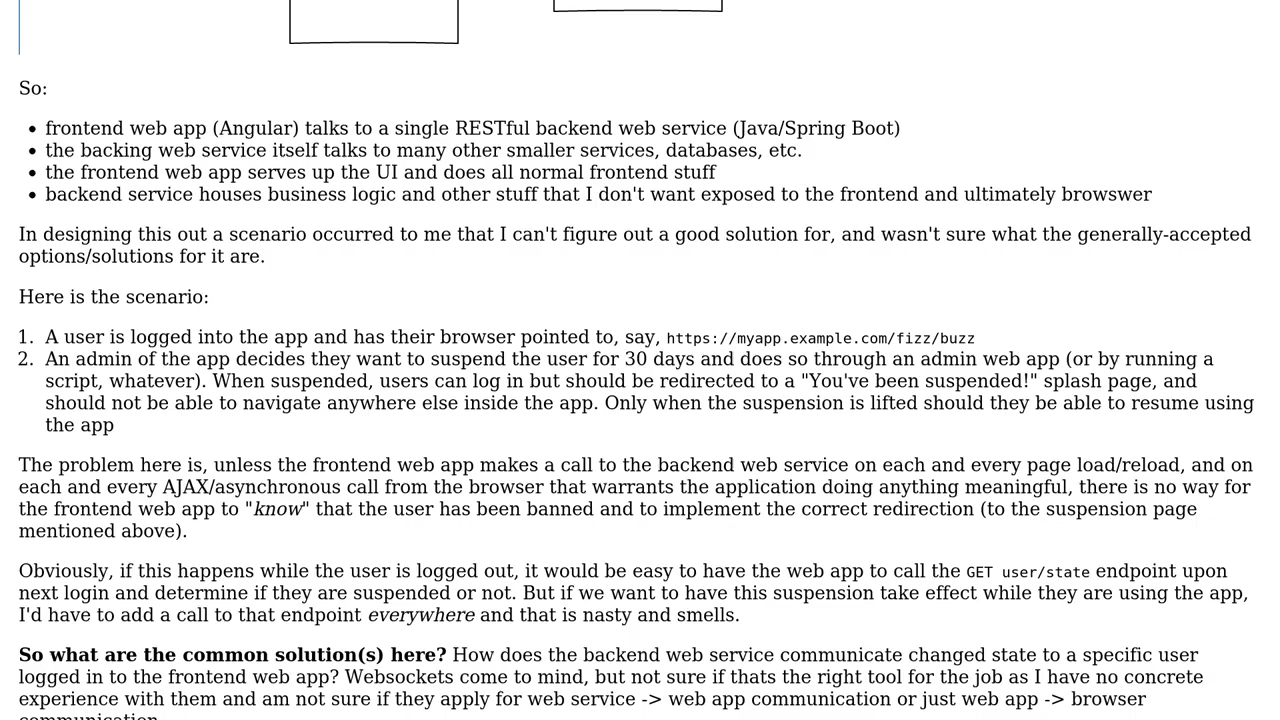 So:
• frontend web app (Angular) talks to a single RESTful backend web service (Java/Spring Boot)
• the backing web service itself talks to many other smaller services, databases, etc.
• the frontend web app serves up the UI and does all normal frontend stuff
• backend service houses business logic and other stuff that I don't want exposed to the frontend and ultimately browswer
In designing this out a scenario occurred to me that I can't figure out a good solution for, and wasn't sure what the generally-accepted
options/solutions for it are.
Here is the scenario:
1. A user is logged into the app and has their browser pointed to, say, https://myapp.example.com/fizz/buzz
2. An admin of the app decides they want to suspend the user for 30 days and does so through an admin web app (or by running a
script, whatever). When suspended, users can log in but should be redirected to a "You've been suspended!" splash page, and
should not be able to navigate anywhere else inside the app. Only when the suspension is lifted should they be able to resume using
the app
The problem here is, unless the frontend web app makes a call to the backend web service on each and every page load/reload, and on
each and every AJAX/asynchronous call from the browser that warrants the application doing anything meaningful, there is no way for
the frontend web app to "know" that the user has been banned and to implement the correct redirection (to the suspension page
mentioned above).
Obviously, if this happens while the user is logged out, it would be easy to have the web app to call the GET user/state endpoint upon
next login and determine if they are suspended or not. But if we want to have this suspension take effect while they are using the app,
I'd have to add a call to that endpoint everywhere and that is nasty and smells.
So what are the common solution(s) here? How does the backend web service communicate changed state to a specific user
logged in to the frontend web app? Websockets come to mind, but not sure if thats the right tool for the job as I have no concrete
experience with them and am not sure if they apply for web service -> web app communication or just web app -> browser
communication